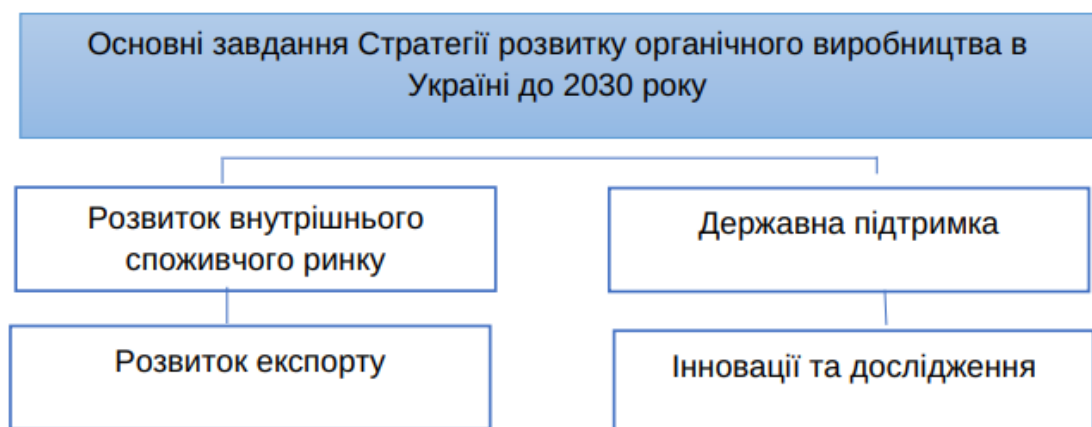 Основні завдання Стратегії розвитку органічного виробництва в
Україні до 2030 року
Розвиток внутрішнього
споживчого ринку
Державна підтримка
Розвиток експорту
Інновації та дослідження